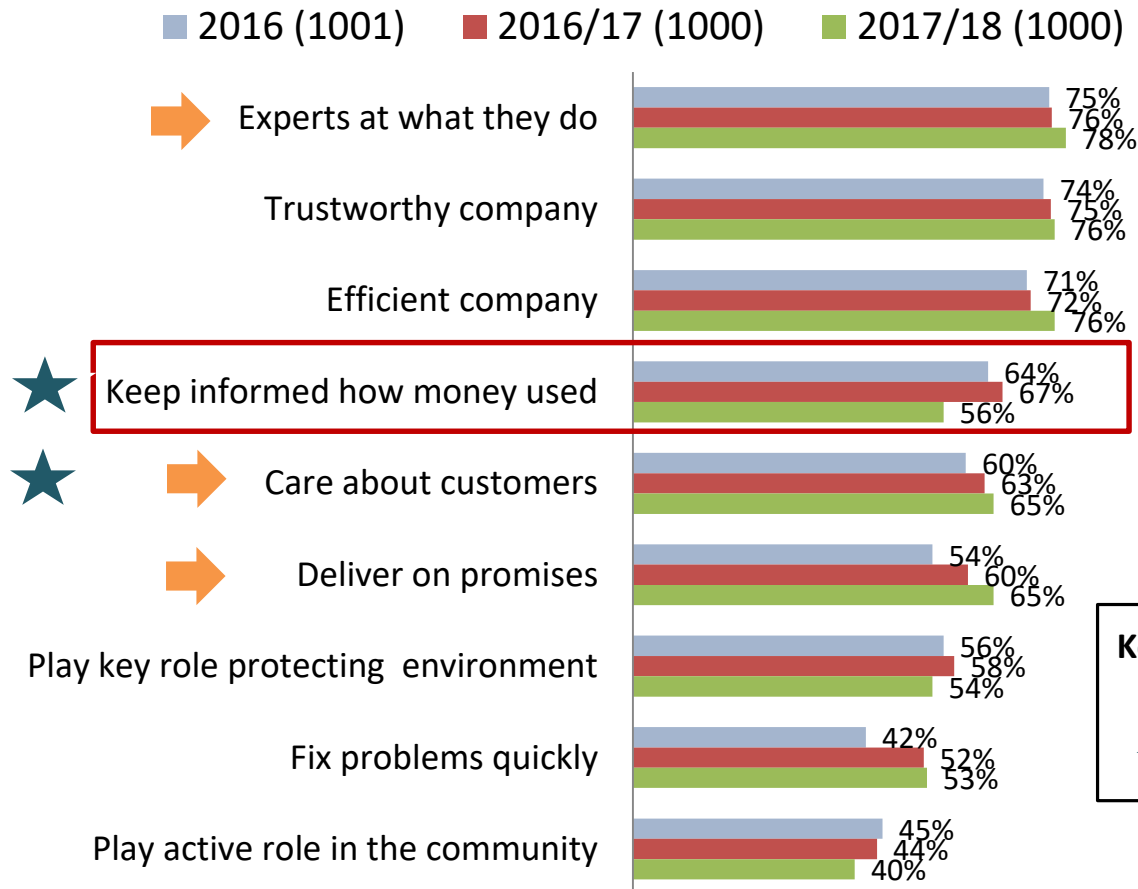 2016 (1001) 2016/17 (1000) 2017/18 (1000)
Experts at what they do
75%
76%
78%
Trustworthy company
74%
75%
76%
Efficient company
71%
72%
76%
Keep informed how money used
64%
67%
56%
Care about customers
60%
63%
65%
Deliver on promises
54%
60%
65%
Play key role protecting  environment
56%
58%
54%
Fix problems quickly
42%
52%
53%
Play active role in the community
45%
44%
40%